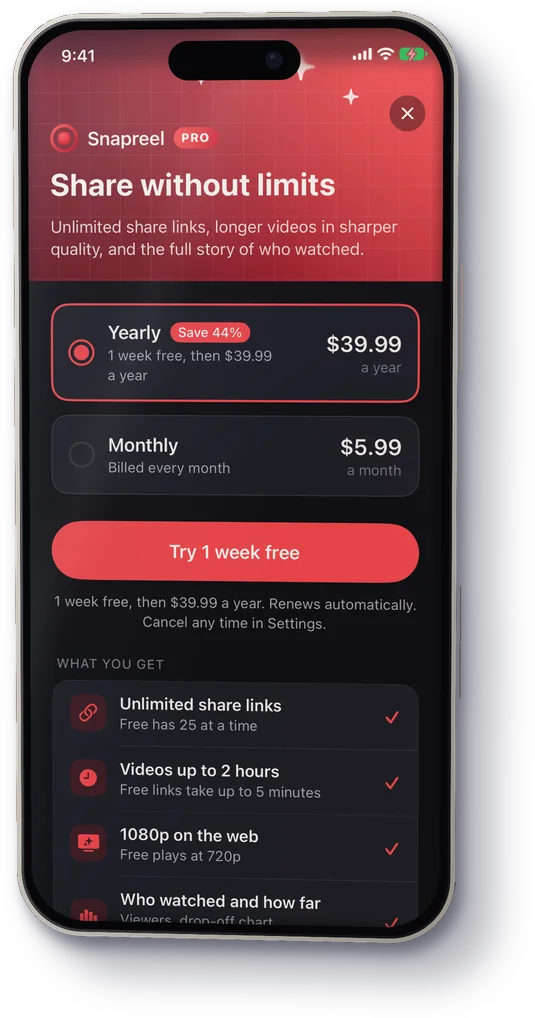 9:41
Snapreel PRO
Share without limits
Unlimited share links, longer videos in sharper
quality, and the full story of who watched.
Yearly Save 44%
1 week free, then $39.99
a year
$39.99
a year
Monthly
Billed every month
$5.99
a month
Try 1 week free
1 week free, then $39.99 a year. Renews automatically.
Cancel any time in Settings.
WHAT YOU GET
Unlimited share links
Free has 25 at a time
Videos up to 2 hours
Free links take up to 5 minutes
1080p on the web
Free plays at 720p
Who watched and how far
Viewers, drop-off chart